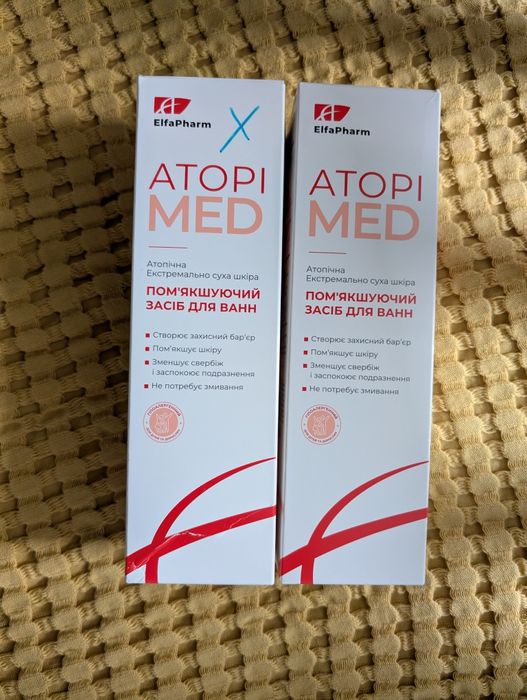 ElfaPharm
X
ATOPI
MED
Атопічна
Екстремально суха шкіра
ПОМ'ЯКШУЮЧИЙ
ЗАСІБ ДЛЯ ВАНН
Створює захисний бар'єр
Пом'якшує шкіру
Зменшує свербіж
і заспокоює подразнення
Не потребує змивання
ElfaPharm
ATOPI
MED
Атопічна
Екстремально суха шкіра
ПОМ'ЯКШУЮЧИЙ
ЗАСІБ ДЛЯ ВАНН
Створює захисний бар'єр
Пом'якшує шкіру
Зменшує свербіж
і заспокоює подразнення
Не потребує змивання